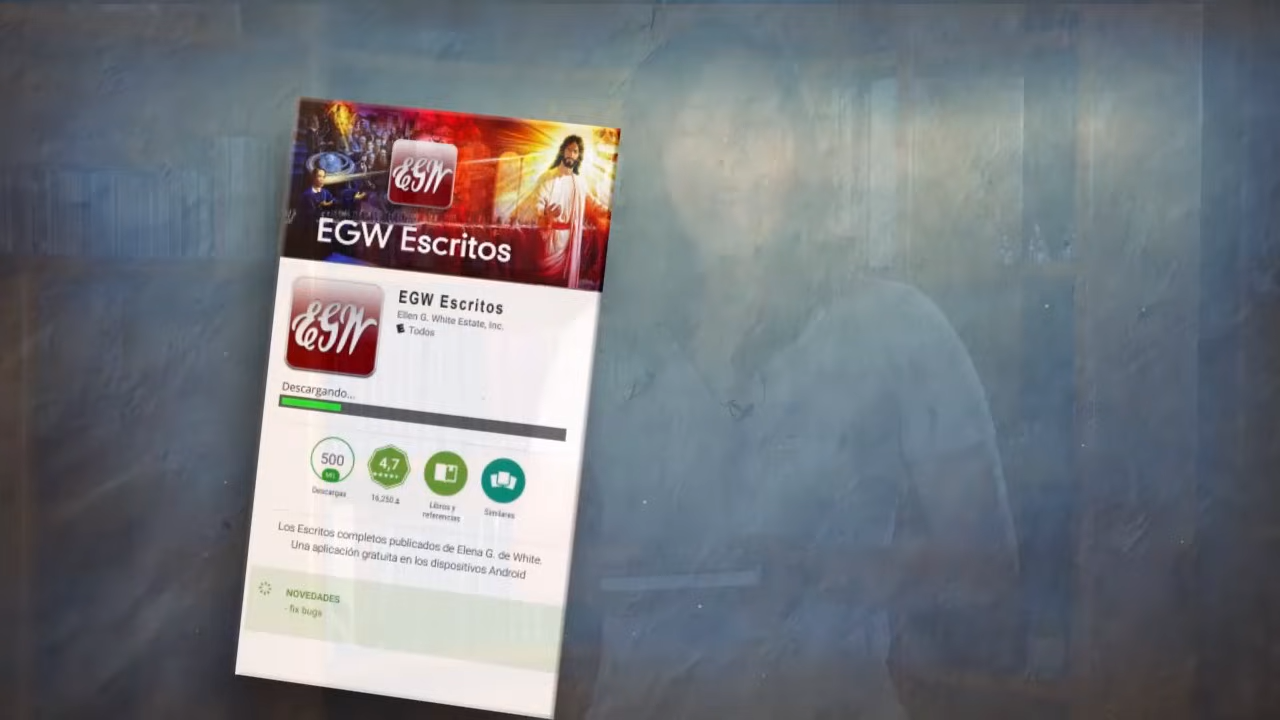 EGW
EGW Escritos
EGW
EGW Escritos
Ellen G. White Estate, Inc.
E Todos
Descargando...
500
MIL
Descargas
4,7
16,250
Libros y
referencias
Similares
Los Escritos completos publicados de Elena G. de White.
Una aplicación gratuita en los dispositivos Android
NOVEDADES
- fix bugs